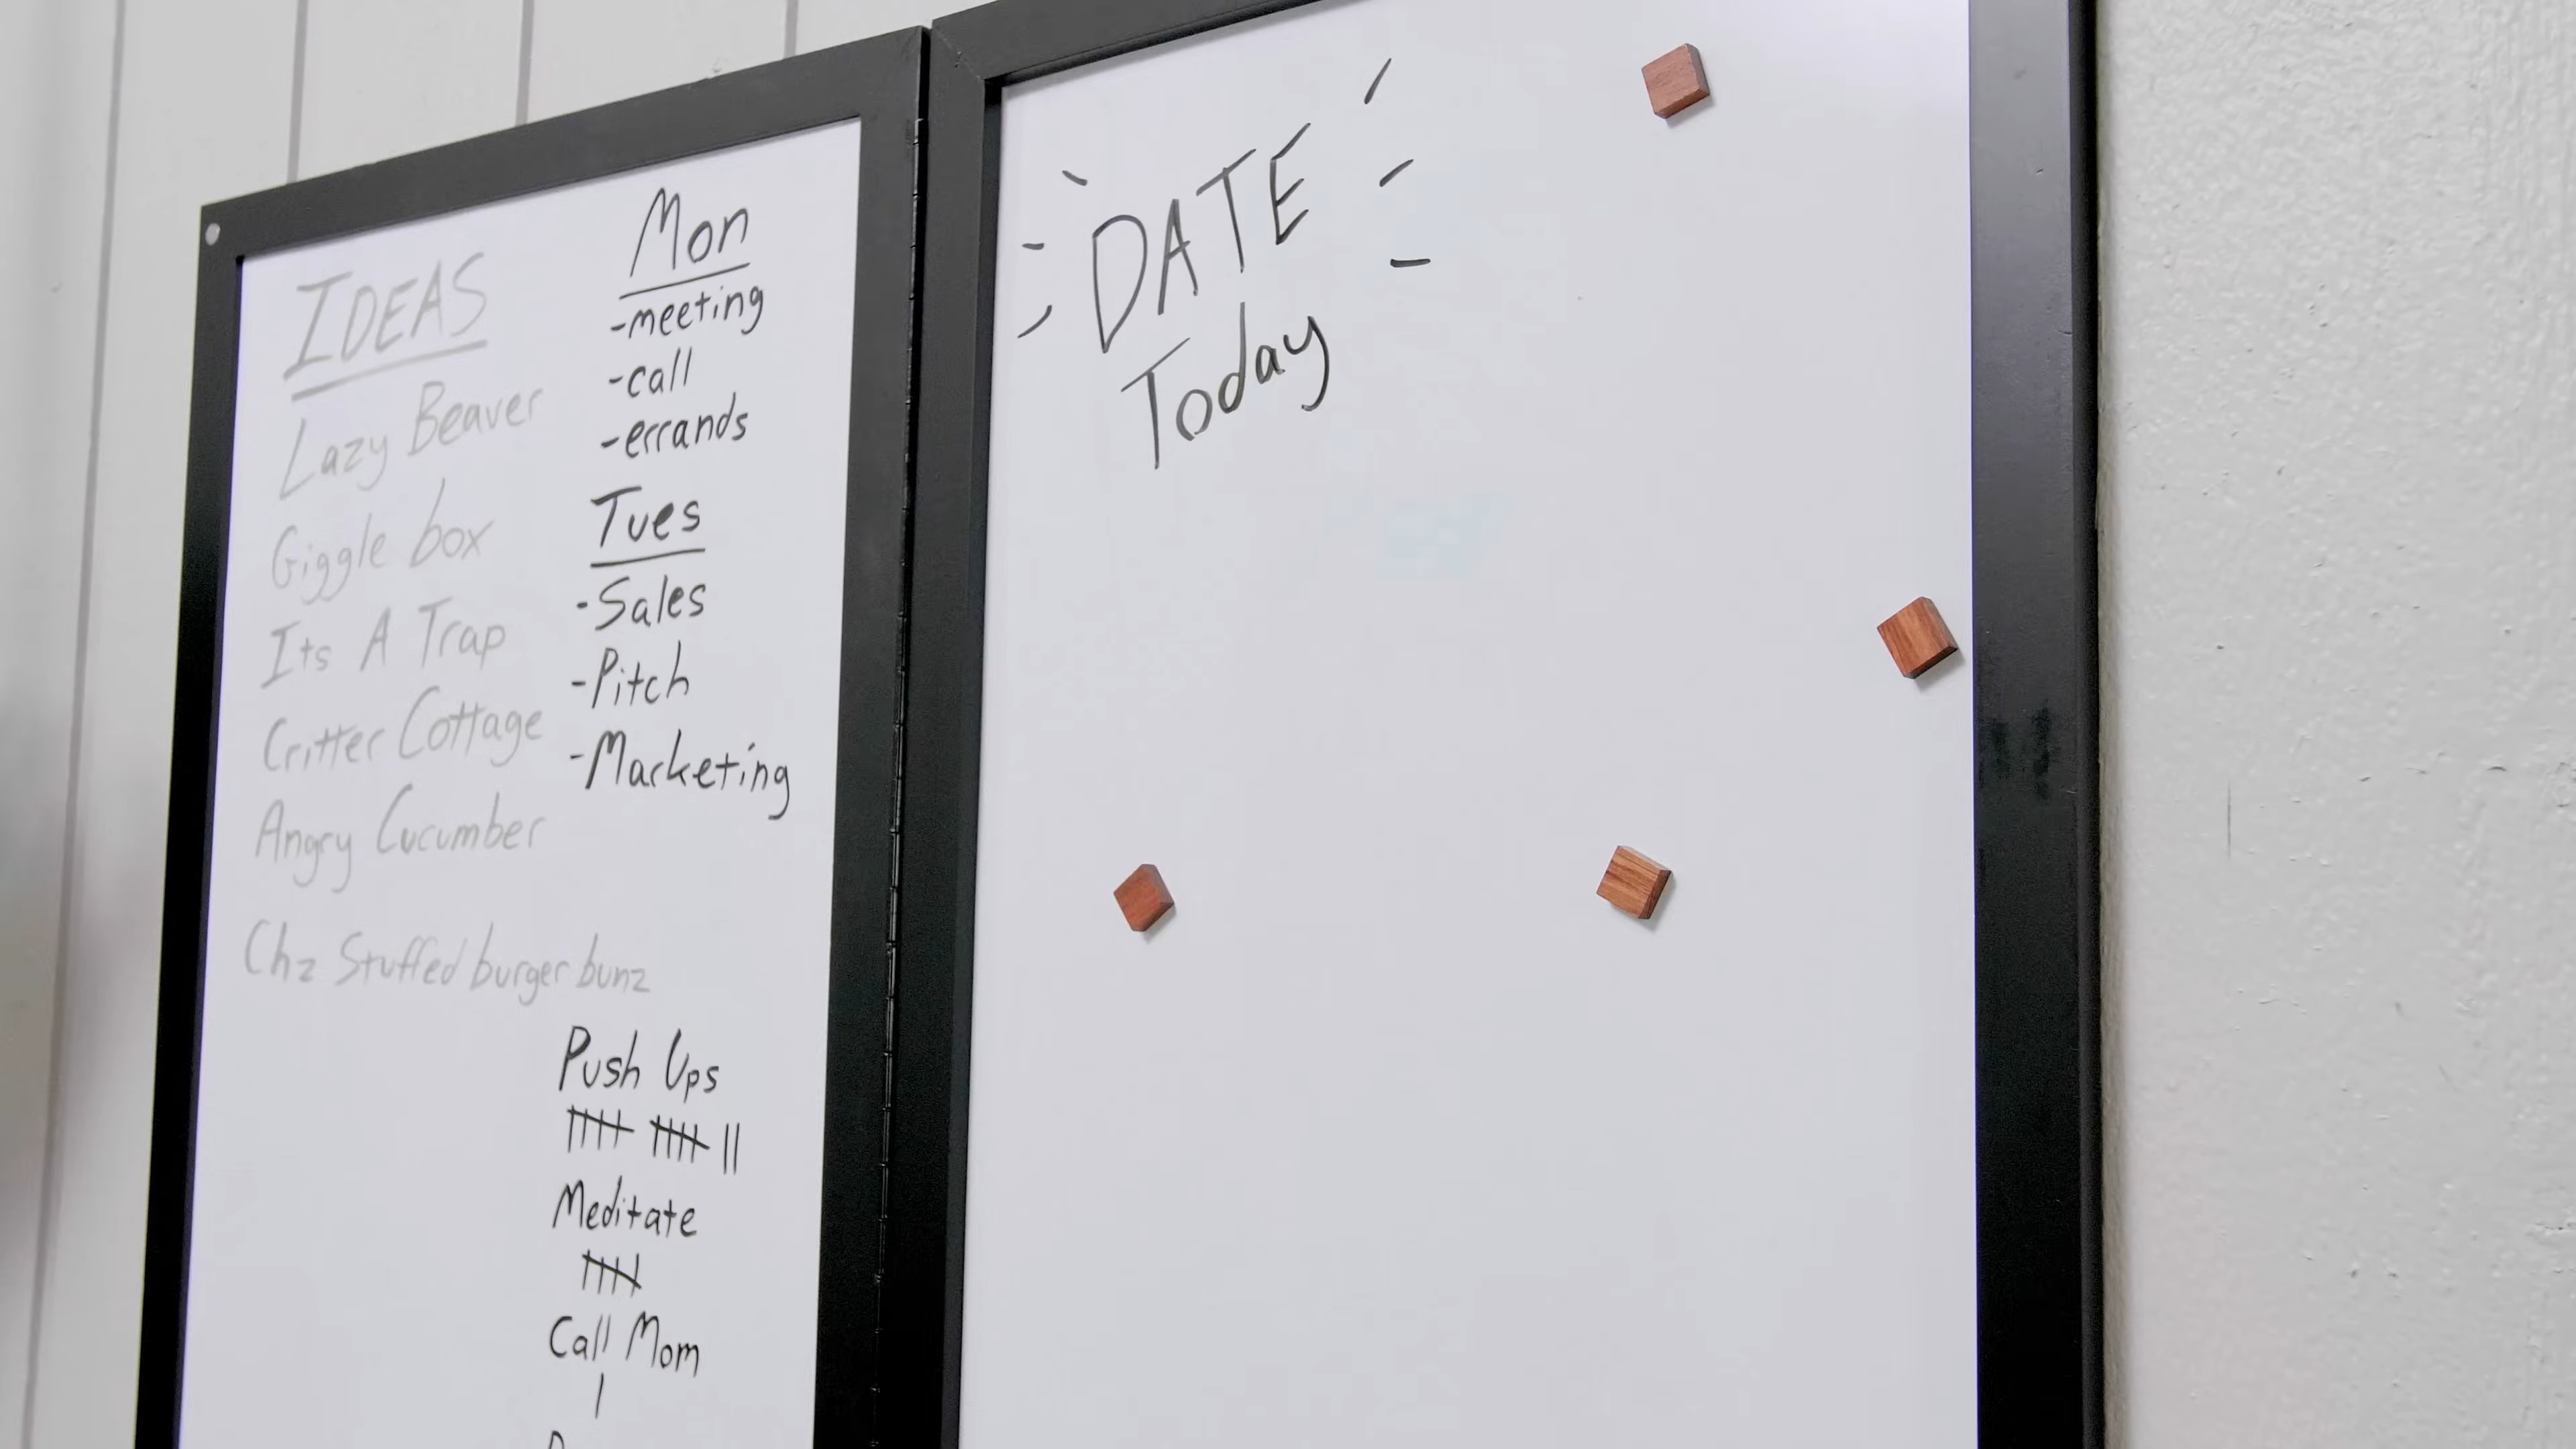 IDEAS
Lazy Beaver
Giggle box
Its A Trap
Critter Cottage
Angry Cucumber
Chz Stuffed burger bunz
Mon
-meeting
-call
-errands
Tues
-Sales
-Pitch
-Marketing
Push Ups
Meditate
Call Mom
DATE
Today